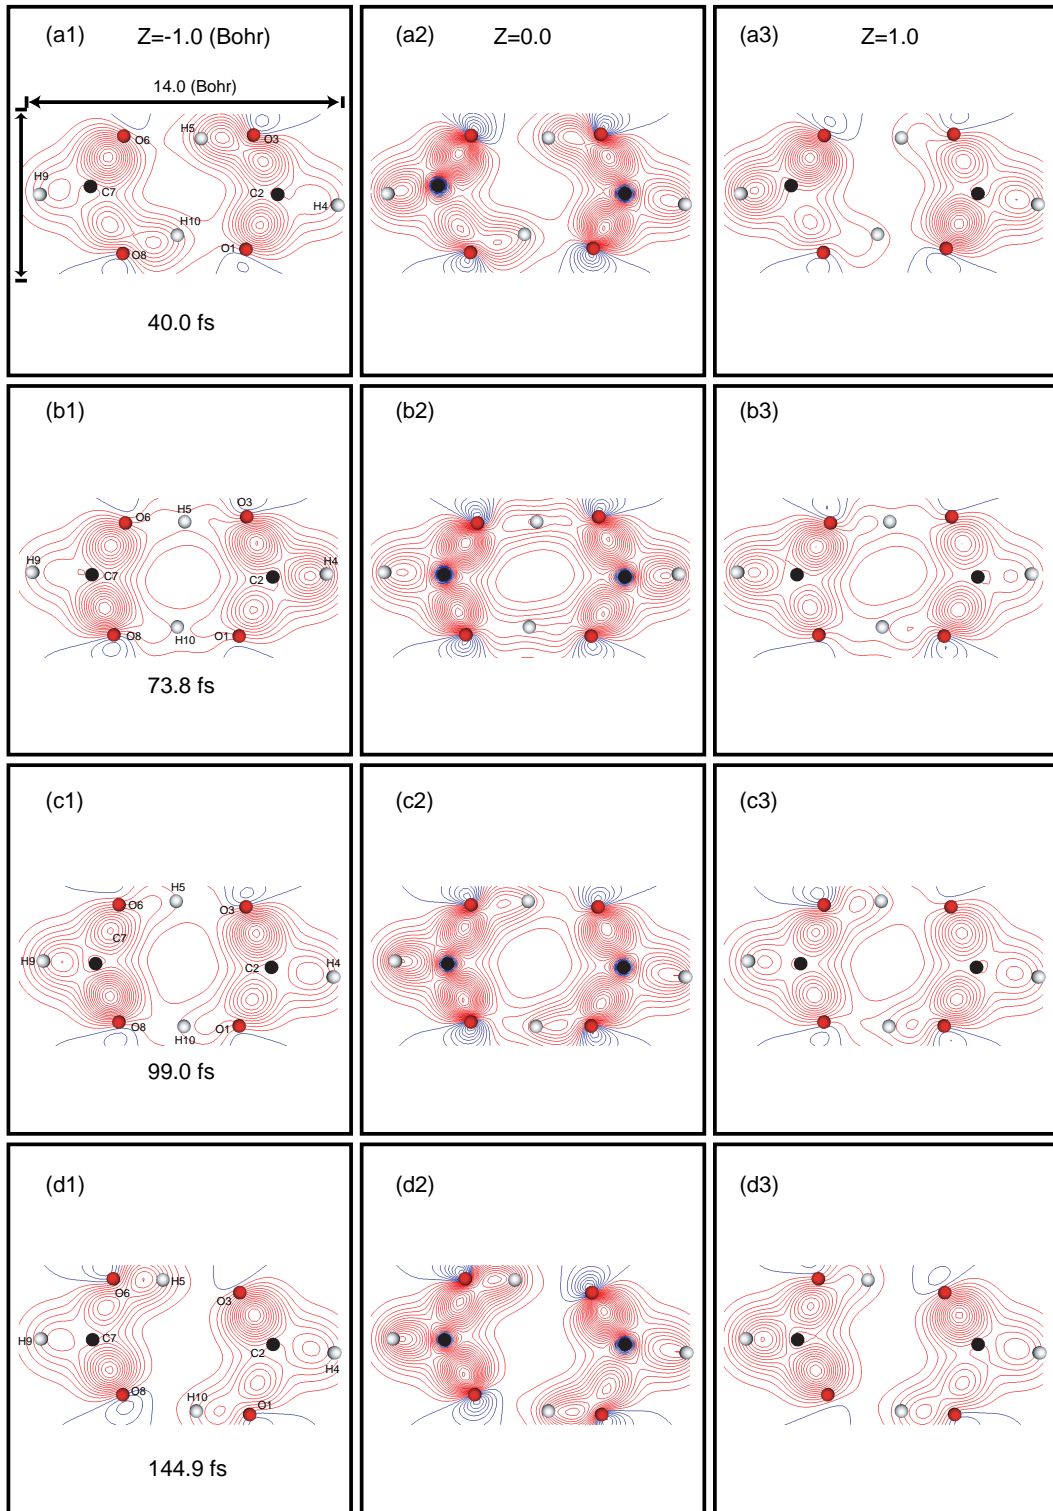 (a1) Z=-1.0 (Bohr)
(a2) Z=0.0
(a3) Z=1.0
14.0 (Bohr)
O6 H5 O3
H9 C7 C2
H4
H10
O8 O1
40.0 fs
(b1)
(b2)
(b3)
O6 H5 O3
H9 C7 C2 H4
O8 H10 O1
73.8 fs
(c1)
(c2)
(c3)
H5
O6 O3
C7
H9 C2 H4
O8 O1
H10
99.0 fs
(d1)
(d2)
(d3)
H5
O6 O3
H9 C7 C2
H4
O8 H10 O1
144.9 fs